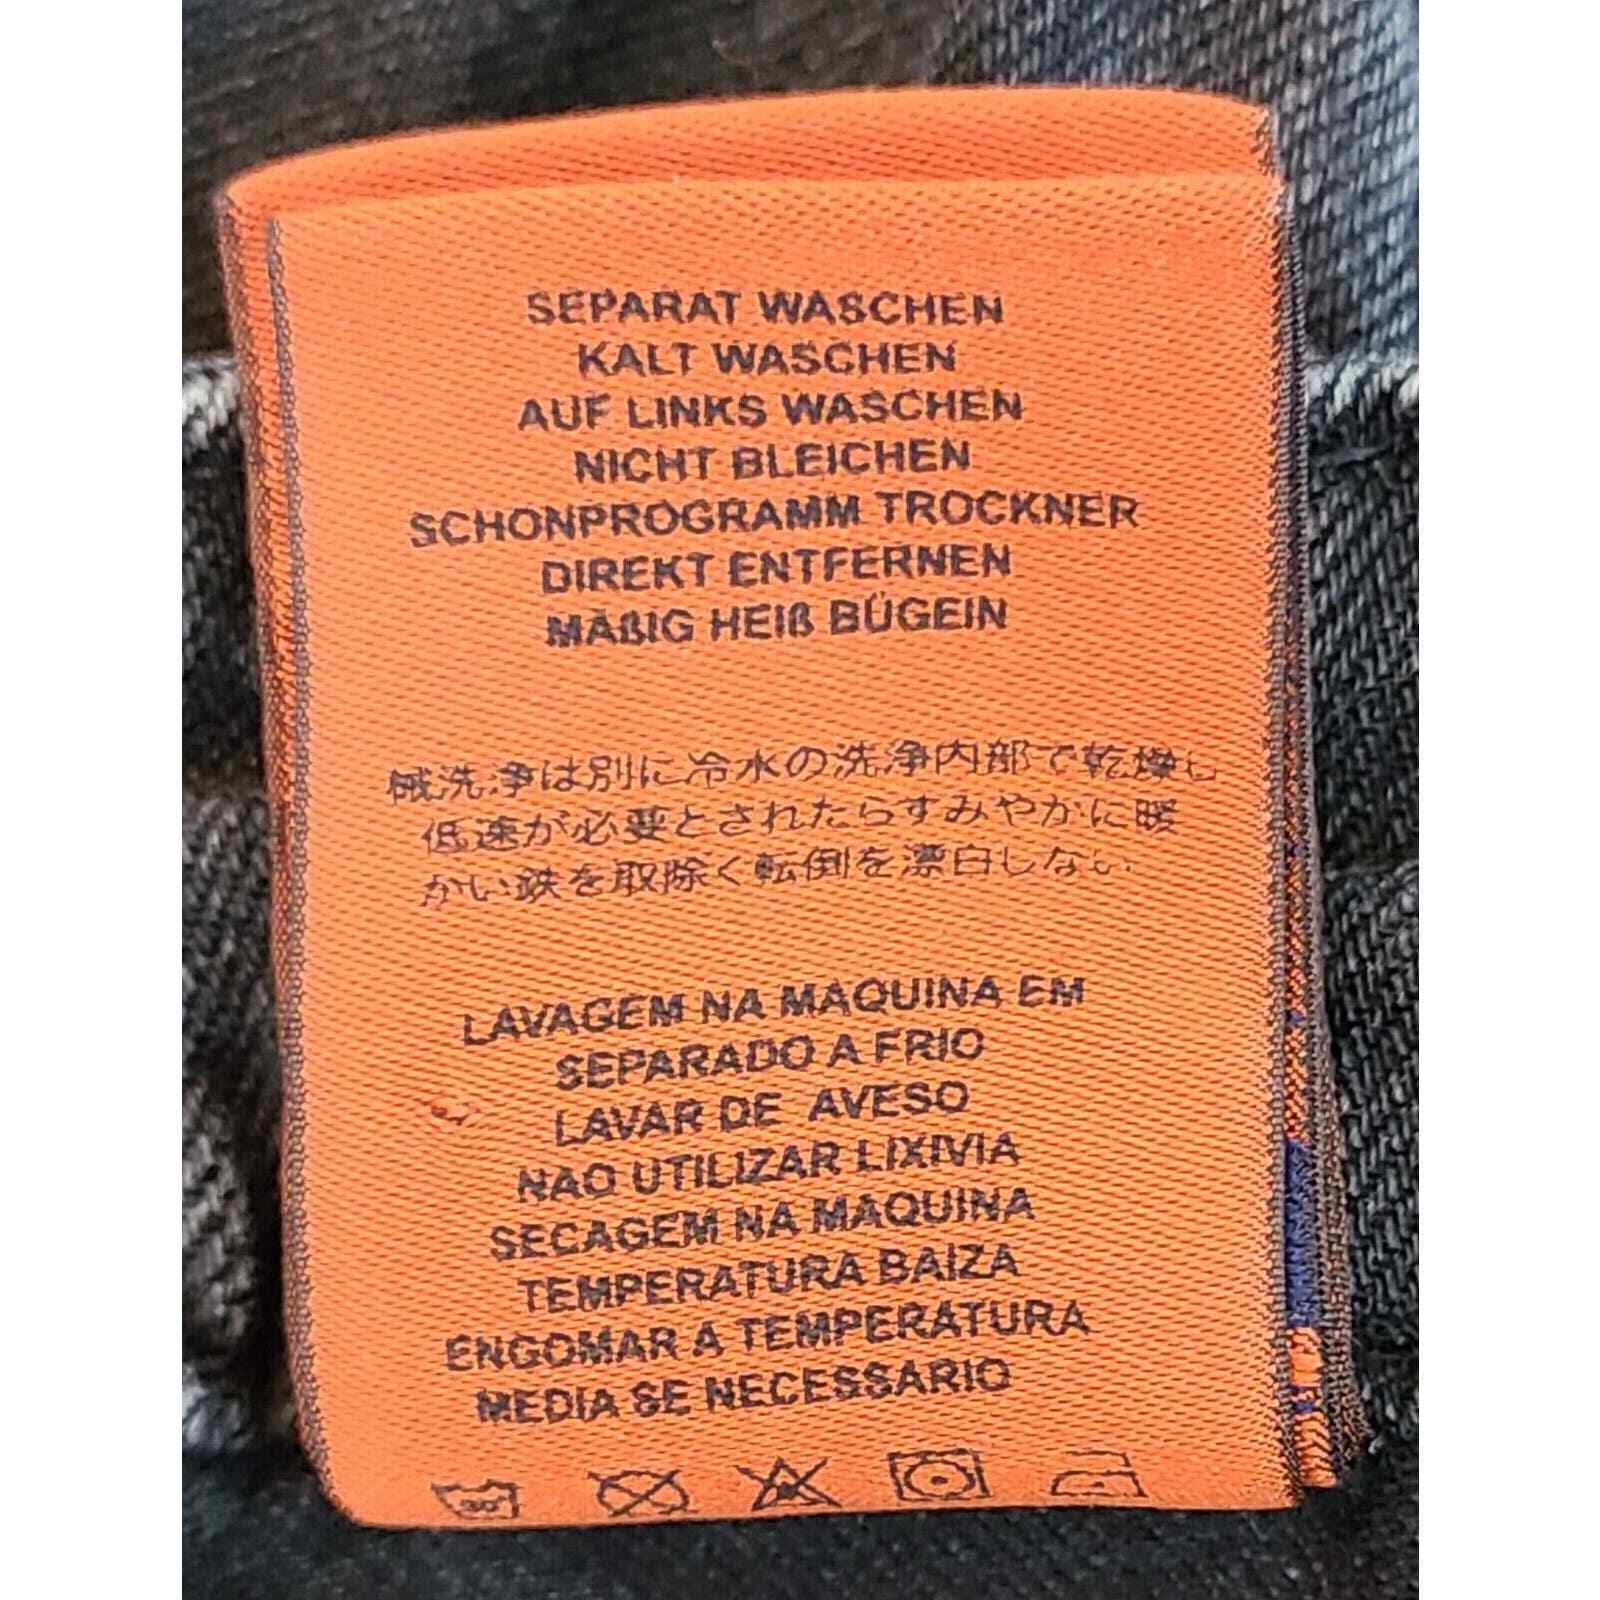 SEPARAT WASCHEN
KALT WASCHEN
AUF LINKS WASCHEN
NICHT BLEICHEN
SCHONPROGRAMM TROCKNER
DIREKT ENTFERNEN
MÄßIG HEIß BÜGEIN
械洗浄は別に冷水の洗浄内部で乾燥し
低速が必要とされたらすみやかに暖
かい鉄を取除く転倒を漂白しない.
LAVAGEM NA MAQUINA EM
SEPARADO A FRIO
LAVAR DE AVESO
NAO UTILIZAR LIXIVIA
SECAGEM NA MAQUINA
TEMPERATURA BAIZA
ENGOMAR A TEMPERATURA
MEDIA SE NECESSARIO
30°